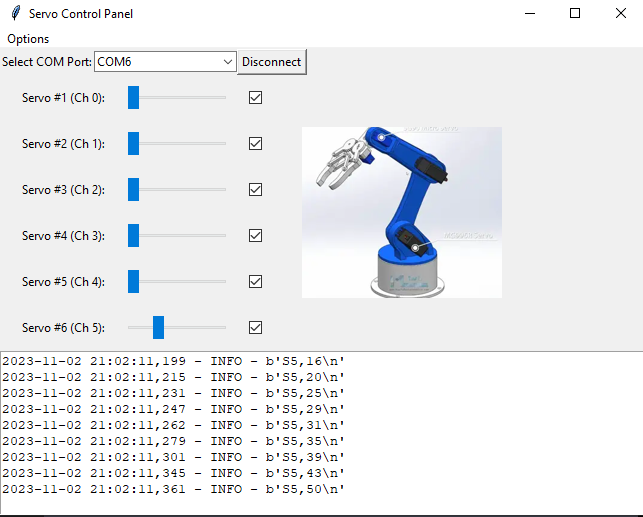 Servo Control Panel
Options
Select COM Port: COM6 Disconnect
Servo #1 (Ch 0):
Servo #2 (Ch 1):
Servo #3 (Ch 2):
Servo #4 (Ch 3):
Servo #5 (Ch 4):
Servo #6 (Ch 5):
2023-11-02 21:02:11,199 - INFO - b'S5,16\n'
2023-11-02 21:02:11,215 - INFO - b'S5,20\n'
2023-11-02 21:02:11,231 - INFO - b'S5,25\n'
2023-11-02 21:02:11,247 - INFO - b'S5,29\n'
2023-11-02 21:02:11,262 - INFO - b'S5,31\n'
2023-11-02 21:02:11,279 - INFO - b'S5,35\n'
2023-11-02 21:02:11,301 - INFO - b'S5,39\n'
2023-11-02 21:02:11,345 - INFO - b'S5,43\n'
2023-11-02 21:02:11,361 - INFO - b'S5,50\n'